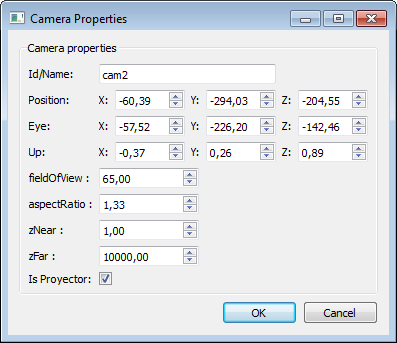 Camera Properties
Camera properties
Id/Name: cam2
Position: X: -60,39 Y: -294,03 Z: -204,55
Eye: X: -57,52 Y: -226,20 Z: -142,46
Up: X: -0,37 Y: 0,26 Z: 0,89
fieldOfView : 65,00
aspectRatio : 1,33
zNear : 1,00
zFar : 10000,00
Is Proyector:
OK Cancel